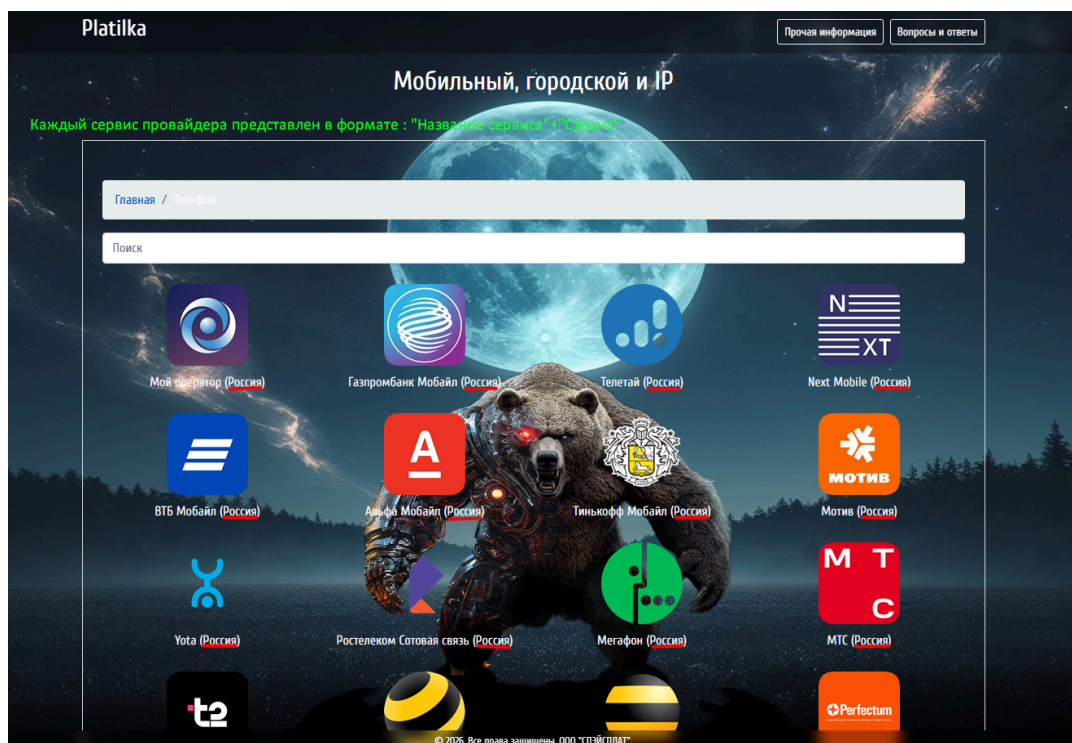 Platilka
Прочая информация
Вопросы и ответы
Мобильный, городской и IP
Каждый сервис провайдера представлен в формате : "Название сервиса"+"Страна"
Главная / Телефон
Поиск
N
XT
Мой оператор (Россия)
Газпромбанк Мобайл (Россия)
Телетай (Россия)
Next Mobile (Россия)
А
МОТИВ
ВТБ Мобайл (Россия)
Альфа Мобайл (Россия)
Тинькофф Мобайл (Россия)
Мотив (Россия)
М Т
С
Yota (Россия)
Ростелеком Сотовая связь (Россия)
Мегафон (Россия)
МТС (Россия)
t2
Perfectum
© 2026. Все права защищены. ООО "СПЭЙСПЛАТ"